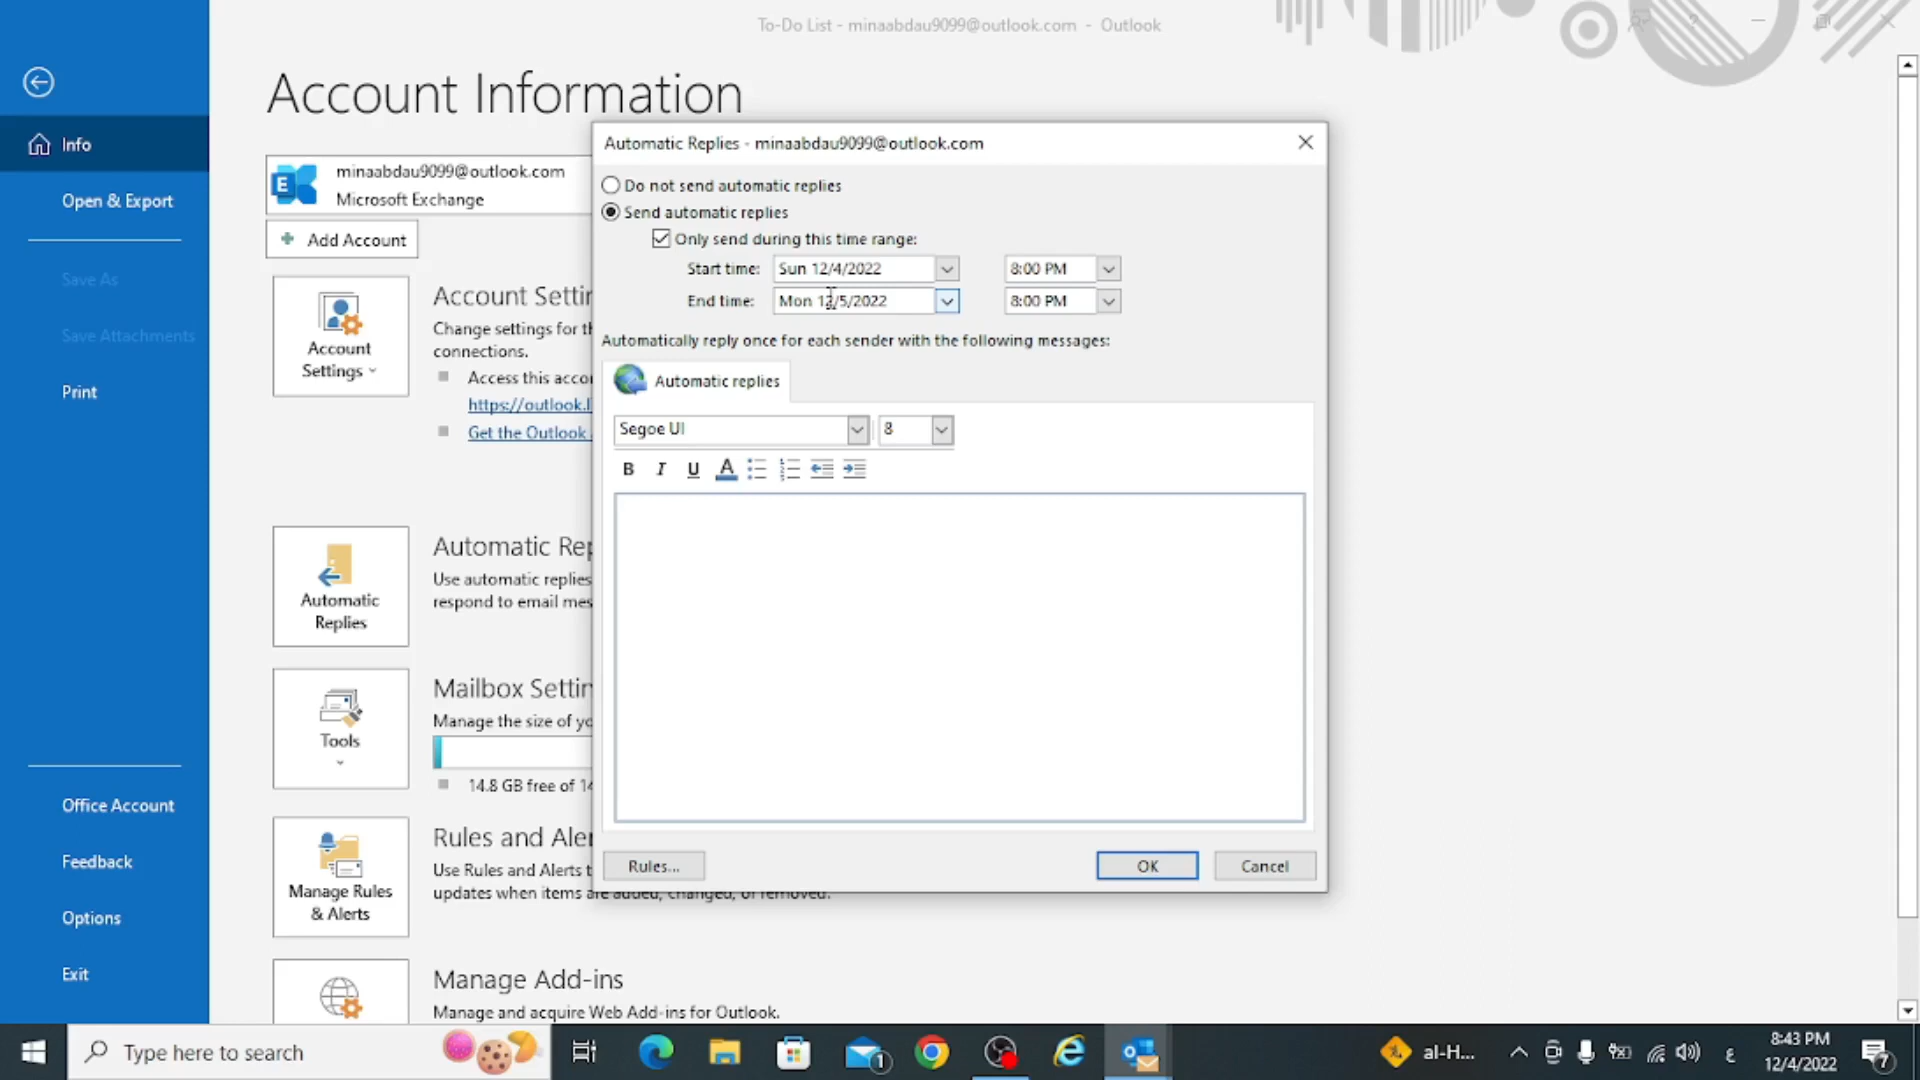 To-Do List - minaabdau9099@outlook.com - Outlook
Info
Open & Export
Save As
Save Attachments
Print
Office Account
Feedback
Options
Exit
Account Information
E
minaabdau9099@outlook.com
Microsoft Exchange
+ Add Account
Account
Settings
Account Settin
Change settings for th
connections.
Access this accou
https://outlook.l
Get the Outlook
Automatic
Replies
Automatic Rep
Use automatic replies
respond to email mes
Tools
Mailbox Settin
Manage the size of yo
14.8 GB free of 14
Manage Rules
& Alerts
Rules and Aler
Use Rules and Alerts t
updates when items are added, changed, or removed.
Manage Add-ins
Manage and acquire Web Add-ins for Outlook.
Automatic Replies - minaabdau9099@outlook.com
Do not send automatic replies
Send automatic replies
Only send during this time range:
Start time: Sun 12/4/2022 8:00 PM
End time: Mon 12/5/2022 8:00 PM
Automatically reply once for each sender with the following messages:
Automatic replies
Segoe UI 8
B I U A
Rules... OK Cancel
Type here to search
1
al-H...
ع
8:43 PM
12/4/2022
7